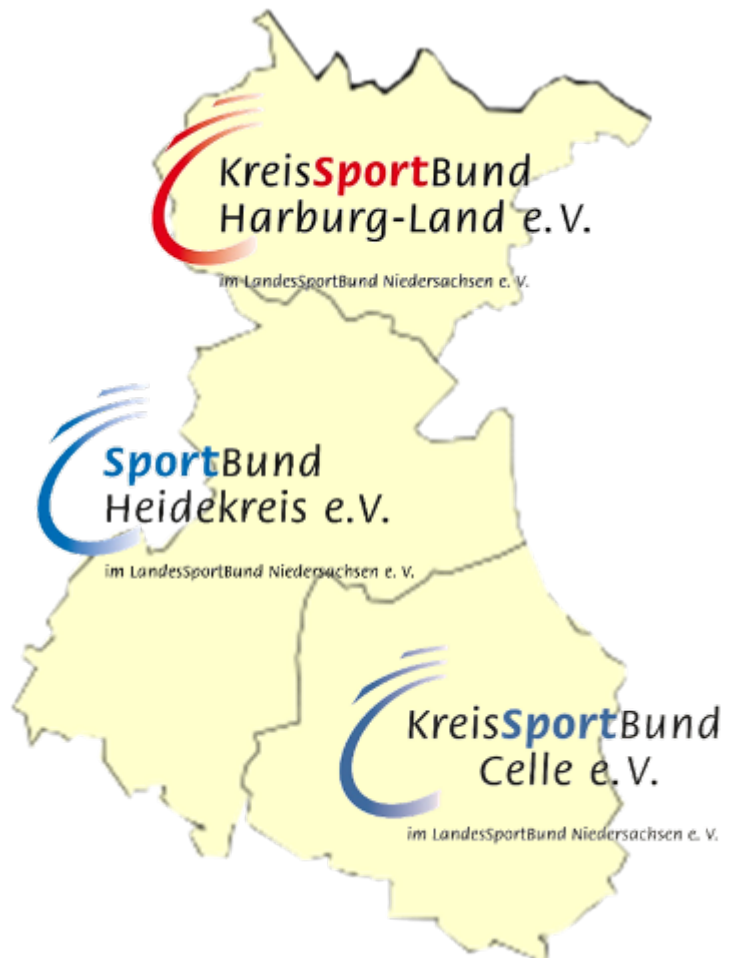 KreisSportBund
Harburg-Land e.V.
im LandesSportBund Niedersachsen e. V.
SportBund
Heidekreis e.V.
im LandesSportBund Niedersachsen e. V.
KreisSportBund
Celle e.V.
im LandesSportBund Niedersachsen e. V.